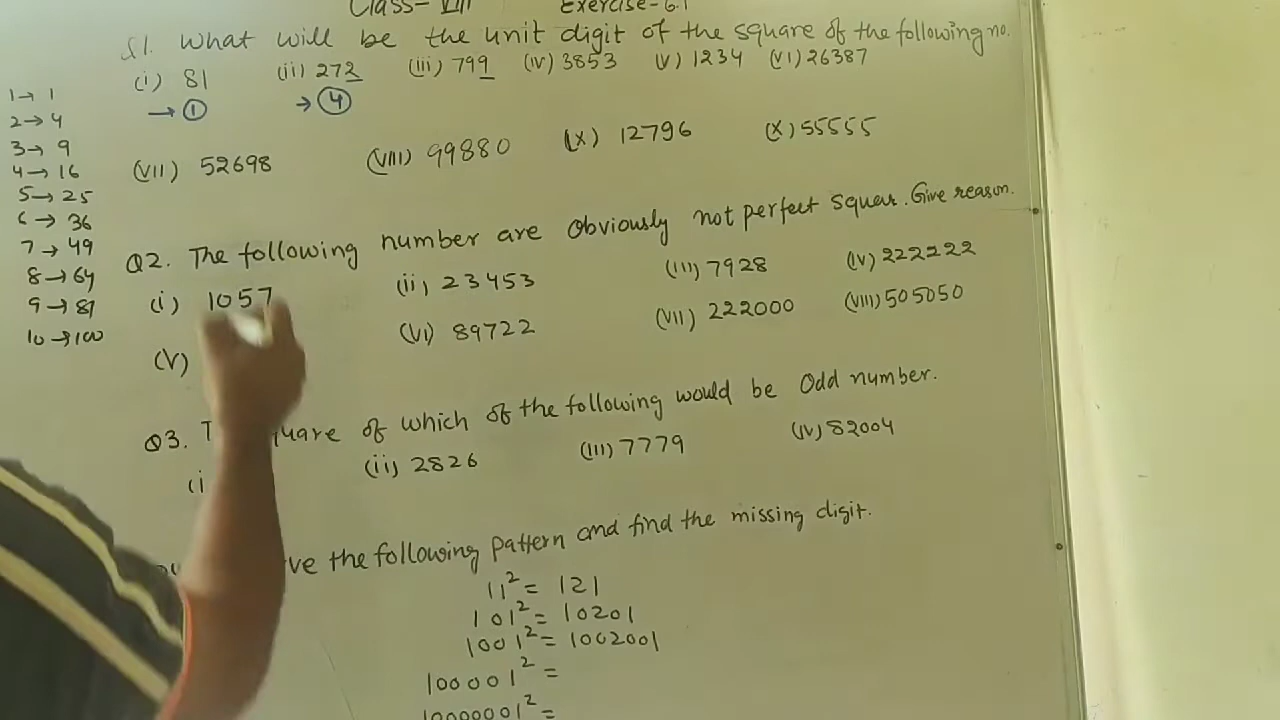 Class-VIII Exercise-6.1
Q1. What will be the unit digit of the square of the following no.
(i) 81 (ii) 272 (iii) 799 (iv) 3853 (v) 1234 (vi) 26387
→ 1 → 4
(vii) 52698 (viii) 99880 (ix) 12796 (x) 55555
1→ 1
2→ 4
3→ 9
4→ 16
5→ 25
6→ 36
7→ 49
8→ 64
9→ 81
10→100
Q2. The following number are obviously not perfect squar. Give reason.
(i) 1057 (ii) 23453 (iii) 7928 (iv) 222222
(v) (vi) 89722 (vii) 222000 (viii) 505050
Q3. of which of the following would be Odd number.
(i (ii) 2826 (iii) 7779 (iv) 82004
the following pattern and find the missing digit.
11² = 121
101² = 10201
1001² = 1002001
100001² =
10000001² =